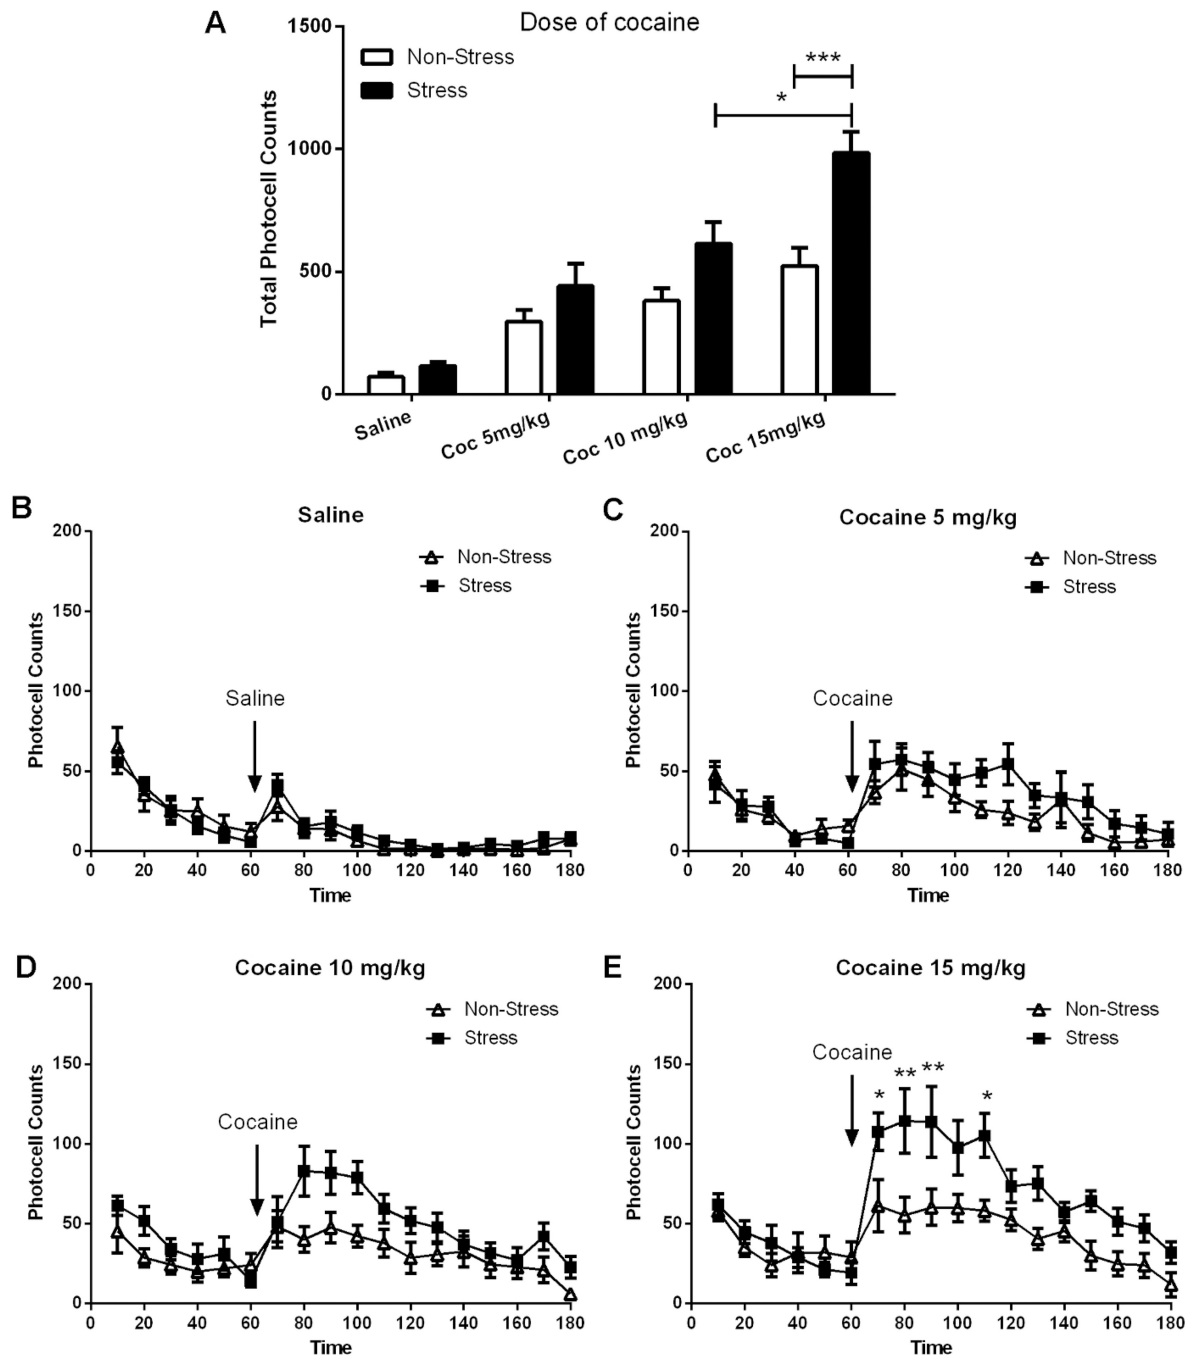 A
Dose of cocaine
Non-Stress
Stress
***
*
Total Photocell Counts
1500
1000
500
0
Saline
Coc 5mg/kg
Coc 10 mg/kg
Coc 15mg/kg
B
Saline
Non-Stress
Stress
Saline
Photocell Counts
200
150
100
50
0
0 20 40 60 80 100 120 140 160 180
Time
C
Cocaine 5 mg/kg
Non-Stress
Stress
Cocaine
Photocell Counts
200
150
100
50
0
0 20 40 60 80 100 120 140 160 180
Time
D
Cocaine 10 mg/kg
Non-Stress
Stress
Cocaine
Photocell Counts
200
150
100
50
0
0 20 40 60 80 100 120 140 160 180
Time
E
Cocaine 15 mg/kg
Non-Stress
Stress
Cocaine
* ** ** *
Photocell Counts
200
150
100
50
0
0 20 40 60 80 100 120 140 160 180
Time